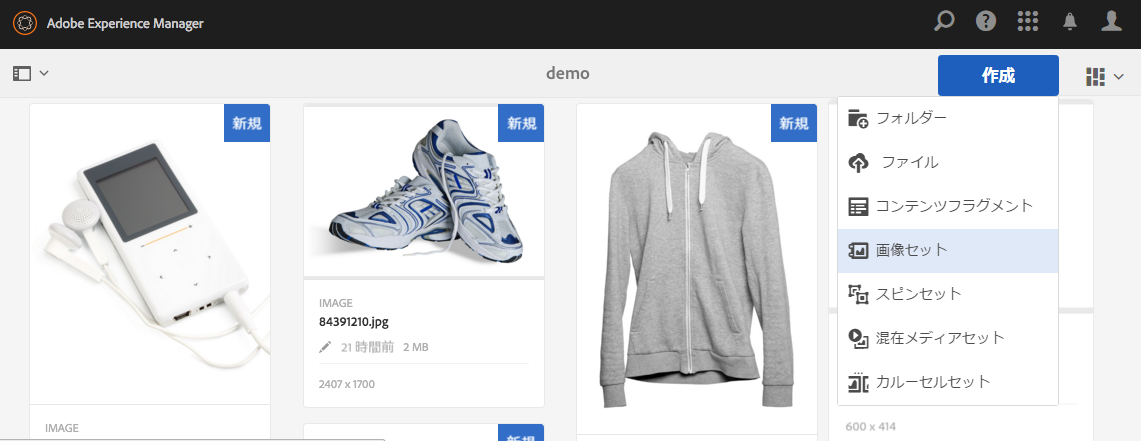 Adobe Experience Manager
demo
作成
新規
新規
新規
フォルダー
ファイル
コンテンツフラグメント
画像セット
スピンセット
混在メディアセット
カルーセルセット
IMAGE
84391210.jpg
21 時間前 2 MB
2407 x 1700
IMAGE
600 x 414
新規